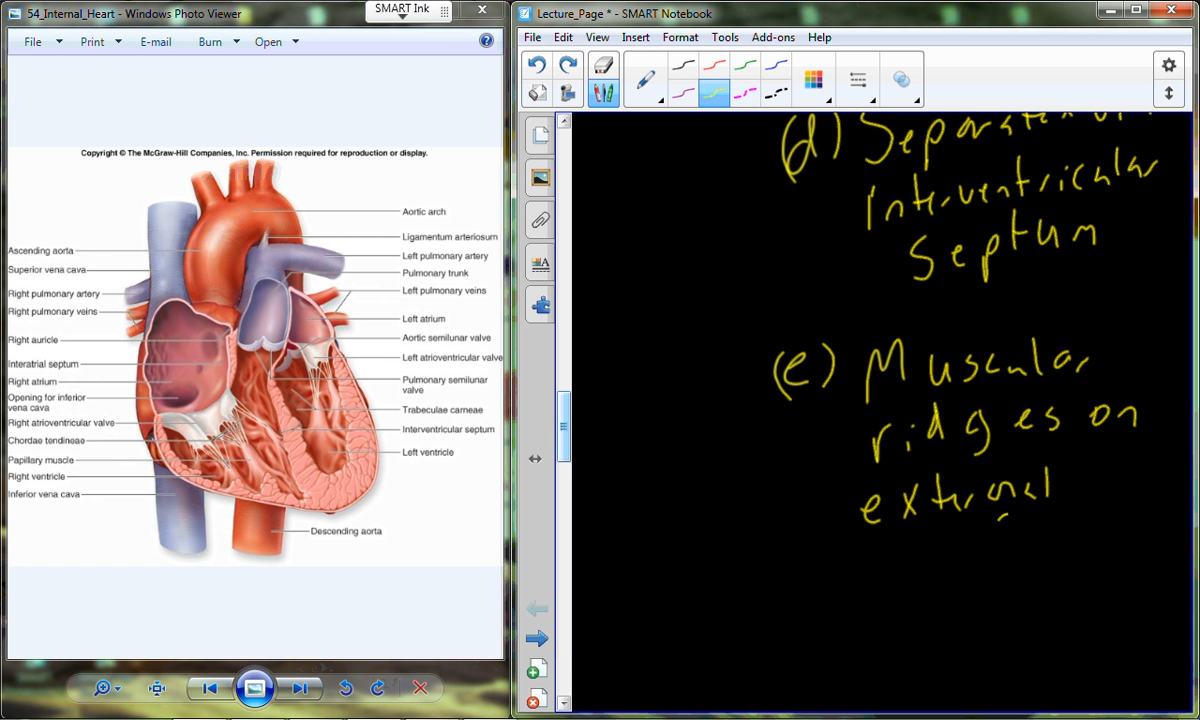 54_Internal_Heart - Windows Photo Viewer
SMART Ink
File Print E-mail Burn Open
Copyright © The McGraw-Hill Companies, Inc. Permission required for reproduction or display.
Ascending aorta
Superior vena cava
Right pulmonary artery
Right pulmonary veins
Right auricle
Interatrial septum
Right atrium
Opening for inferior
vena cava
Right atrioventricular valve
Chordae tendineae
Papillary muscle
Right ventricle
Inferior vena cava
Aortic arch
Ligamentum arteriosum
Left pulmonary artery
Pulmonary trunk
Left pulmonary veins
Left atrium
Aortic semilunar valve
Left atrioventricular valve
Pulmonary semilunar
valve
Trabeculae carneae
Interventricular septum
Left ventricle
Descending aorta
Lecture_Page * - SMART Notebook
File Edit View Insert Format Tools Add-ons Help
(d)
Interventricular
Septum
(e) Muscular
ridges on
external